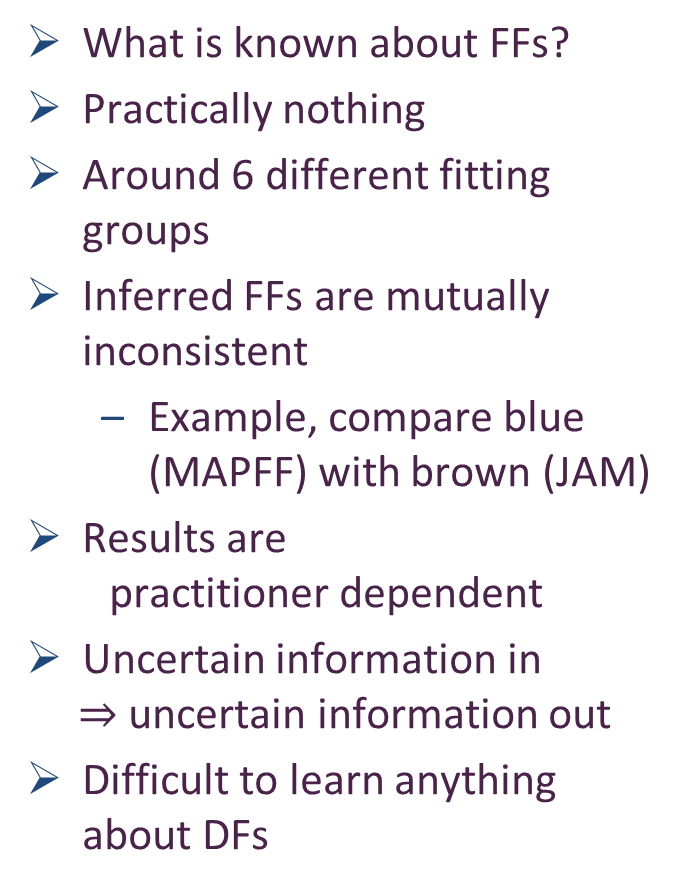 ➢ What is known about FFs?
➢ Practically nothing
➢ Around 6 different fitting
groups
➢ Inferred FFs are mutually
inconsistent
– Example, compare blue
(MAPFF) with brown (JAM)
➢ Results are
practitioner dependent
➢ Uncertain information in
⇒ uncertain information out
➢ Difficult to learn anything
about DFs